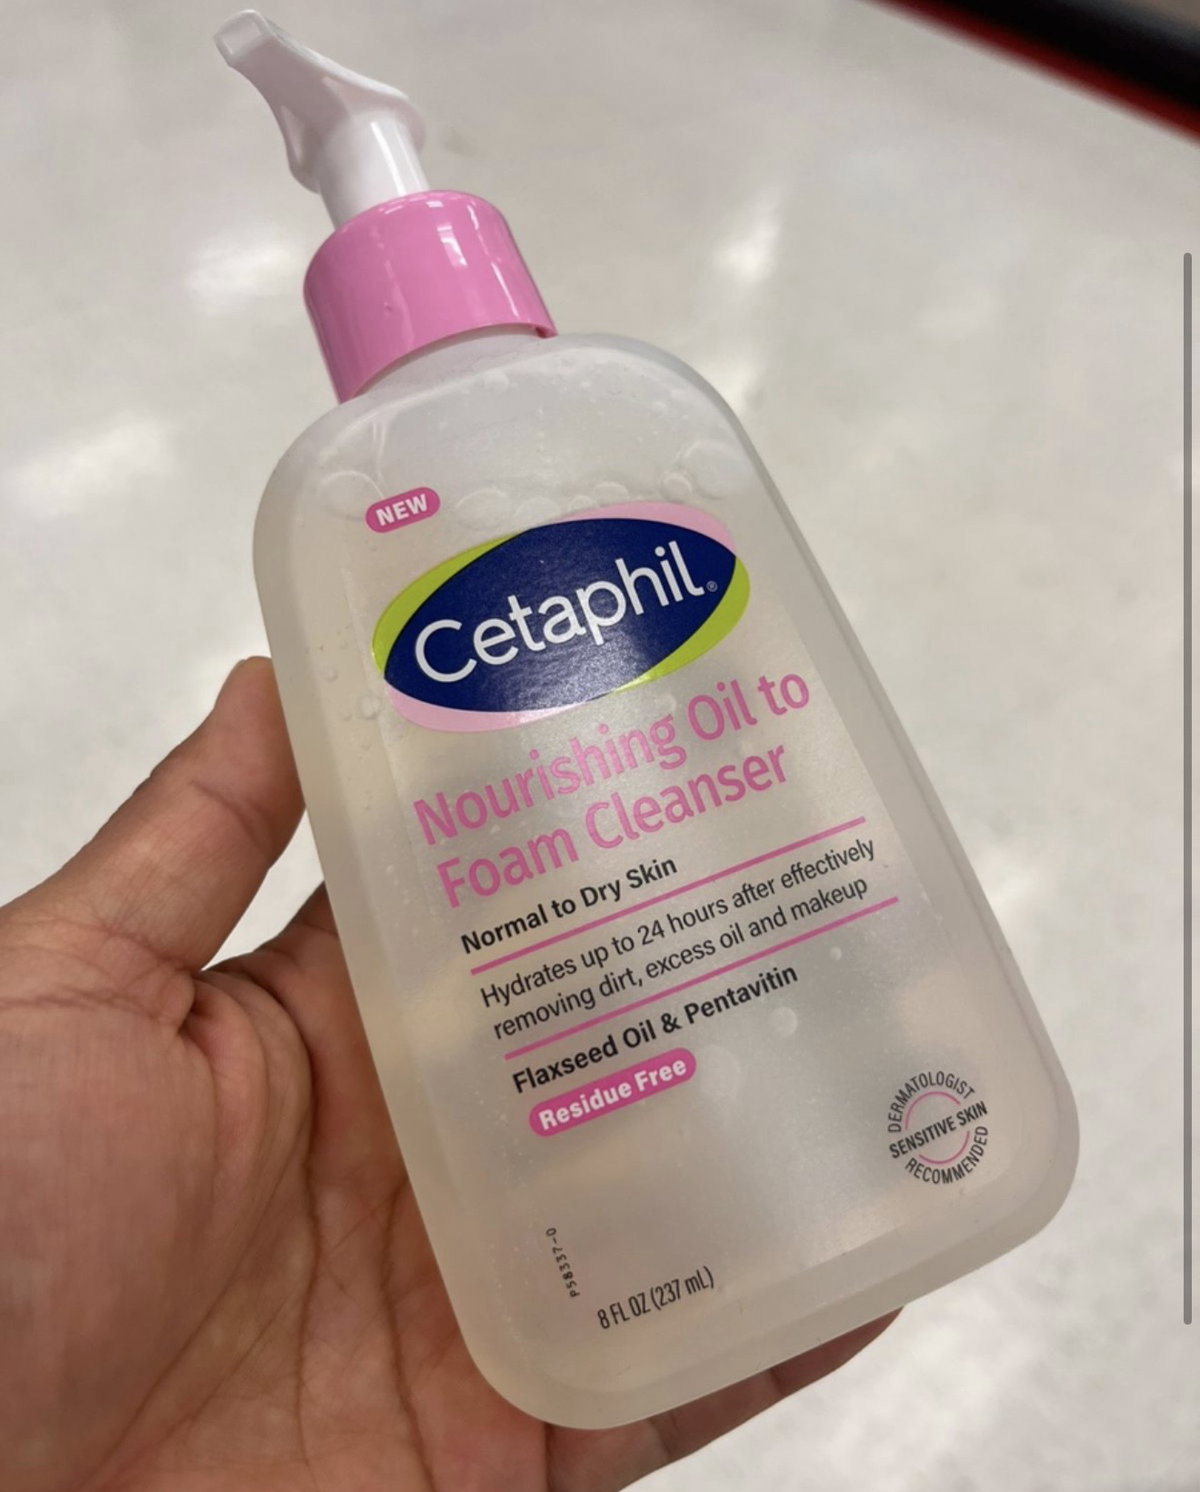 NEW
Cetaphil®
Nourishing Oil to
Foam Cleanser
Normal to Dry Skin
Hydrates up to 24 hours after effectively
removing dirt, excess oil and makeup
Flaxseed Oil & Pentavitin
Residue Free
DERMATOLOGIST
SENSITIVE SKIN
RECOMMENDED
P58337-0
8 FL OZ (237 mL)